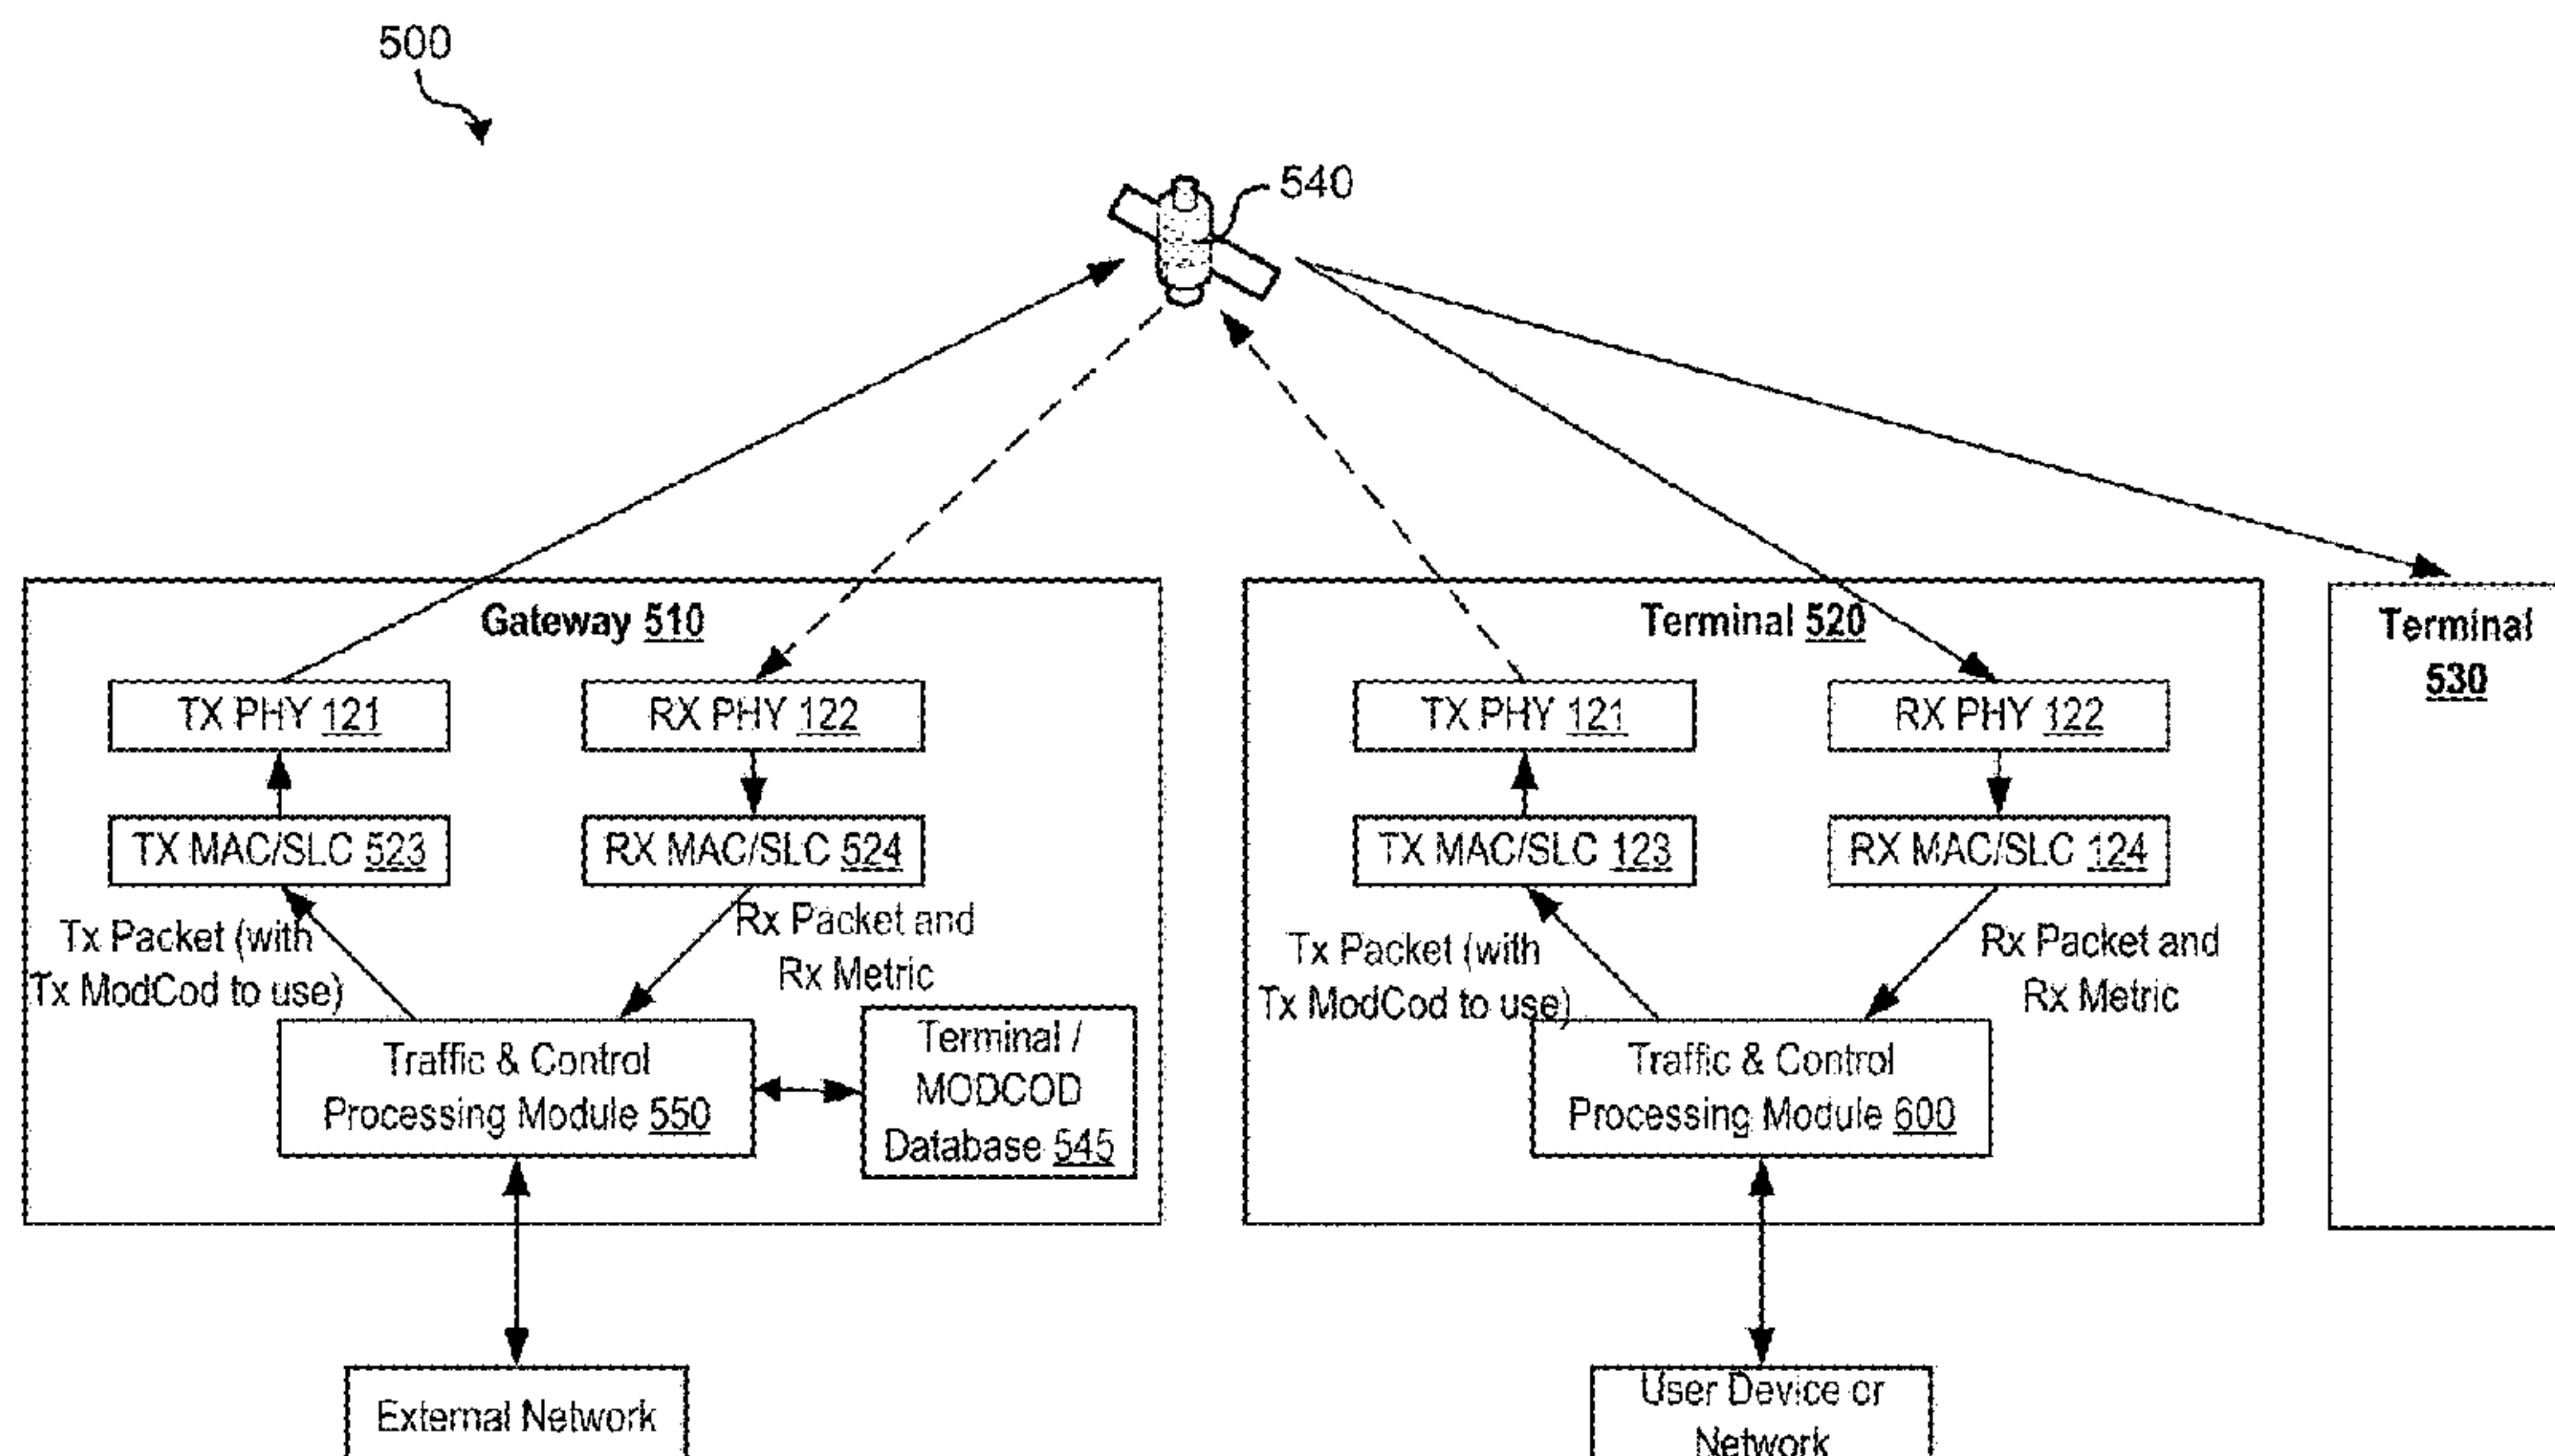 500
540
Gateway 510
TX PHY 121
RX PHY 122
TX MAC/SLC 523
RX MAC/SLC 524
Tx Packet (with
Tx ModCod to use)
Rx Packet and
Rx Metric
Traffic & Control
Processing Module 550
Terminal /
MODCOD
Database 545
External Network
Terminal 520
TX PHY 121
RX PHY 122
TX MAC/SLC 123
RX MAC/SLC 124
Tx Packet (with
Tx ModCod to use)
Rx Packet and
Rx Metric
Traffic & Control
Processing Module 600
User Device or
Network
Terminal
530